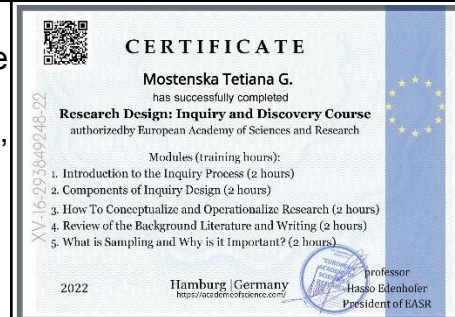 e
,
CERTIFICATE
Mostenska Tetiana G.
has successfully completed
Research Design: Inquiry and Discovery Course
authorizedby European Academy of Sciences and Research
Modules (training hours):
1. Introduction to the Inquiry Process (2 hours)
2. Components of Inquiry Design (2 hours)
3. How To Conceptualize and Operationalize Research (2 hours)
4. Review of the Background Literature and Writing (2 hours)
5. What is Sampling and Why is it Important? (2 hours)
XV-16-293849248-22
2022
Hamburg |Germany
https://academeofscience.com/
professor
Hasso Edenhofer
President of EASR